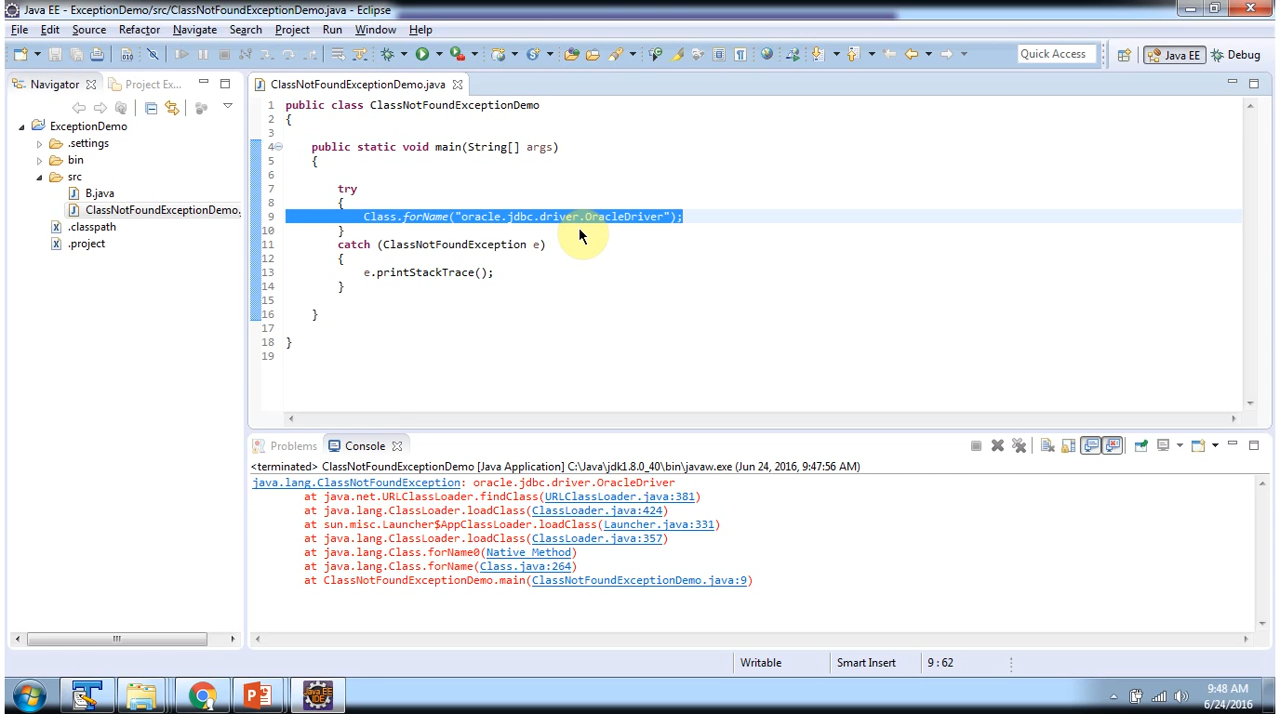 Java EE - ExceptionDemo/src/ClassNotFoundExceptionDemo.java - Eclipse
File Edit Source Refactor Navigate Search Project Run Window Help
Quick Access Java EE Debug
Navigator Project Ex... ClassNotFoundExceptionDemo.java
ExceptionDemo
.settings
bin
src
B.java
ClassNotFoundExceptionDemo.
.classpath
.project
1 public class ClassNotFoundExceptionDemo
2 {
3
4 public static void main(String[] args)
5 {
6
7 try
8 {
9 Class.forName("oracle.jdbc.driver.OracleDriver");
10 }
11 catch (ClassNotFoundException e)
12 {
13 e.printStackTrace();
14 }
15
16 }
17
18 }
19
Problems Console
<terminated> ClassNotFoundExceptionDemo [Java Application] C:\Java\jdk1.8.0_40\bin\javaw.exe (Jun 24, 2016, 9:47:56 AM)
java.lang.ClassNotFoundException: oracle.jdbc.driver.OracleDriver
at java.net.URLClassLoader.findClass(URLClassLoader.java:381)
at java.lang.ClassLoader.loadClass(ClassLoader.java:424)
at sun.misc.Launcher$AppClassLoader.loadClass(Launcher.java:331)
at java.lang.ClassLoader.loadClass(ClassLoader.java:357)
at java.lang.Class.forName0(Native Method)
at java.lang.Class.forName(Class.java:264)
at ClassNotFoundExceptionDemo.main(ClassNotFoundExceptionDemo.java:9)
Writable Smart Insert 9 : 62
Java EE
IDE
9:48 AM
6/24/2016